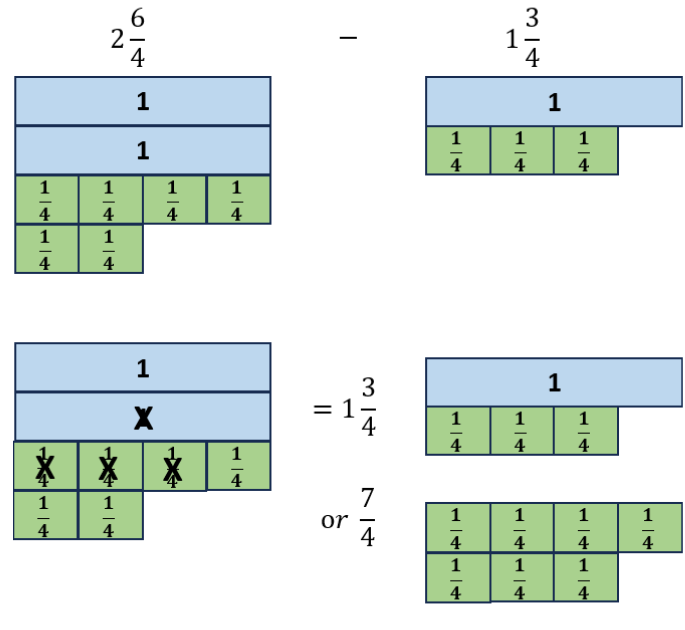 2 6/4 − 1 3/4
1 1
1 1/4 1/4 1/4
1/4 1/4 1/4 1/4
1/4 1/4
1 = 1 3/4 1
X 1/4 1/4 1/4
X X X 1/4
1/4 1/4
or 7/4 1/4 1/4 1/4 1/4
1/4 1/4 1/4